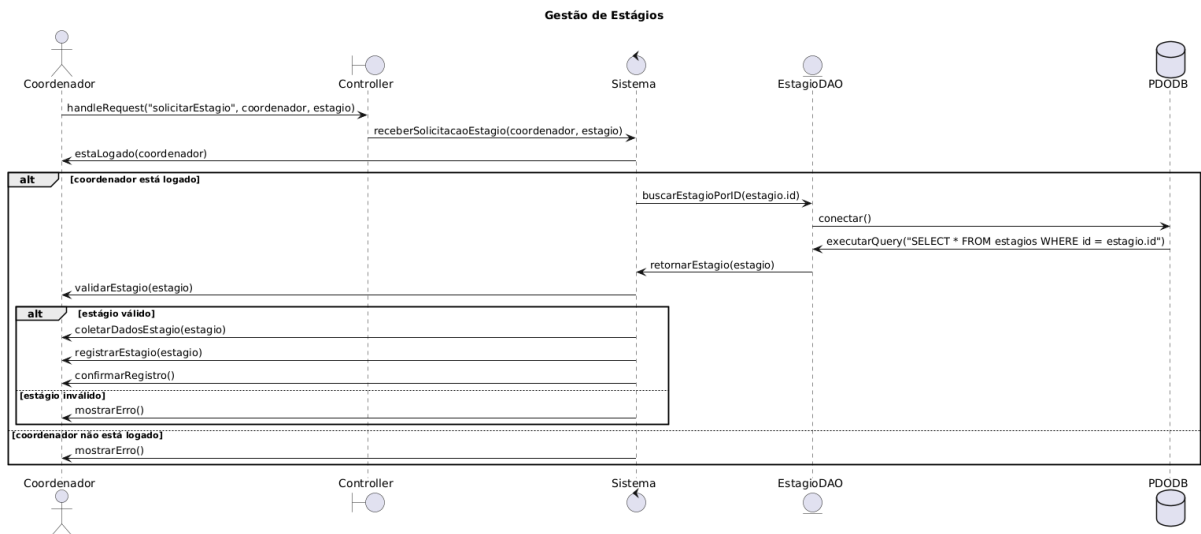 Gestão de Estágios
Coordenador Controller Sistema EstagioDAO PDODB
handleRequest("solicitarEstagio", coordenador, estagio)
receberSolicitacaoEstagio(coordenador, estagio)
estaLogado(coordenador)
alt [coordenador está logado]
buscarEstagioPorID(estagio.id)
conectar()
executarQuery("SELECT * FROM estagios WHERE id = estagio.id")
retornarEstagio(estagio)
validarEstagio(estagio)
alt [estágio válido]
coletarDadosEstagio(estagio)
registrarEstagio(estagio)
confirmarRegistro()
[estágio inválido]
mostrarErro()
[coordenador não está logado]
mostrarErro()
Coordenador Controller Sistema EstagioDAO PDODB